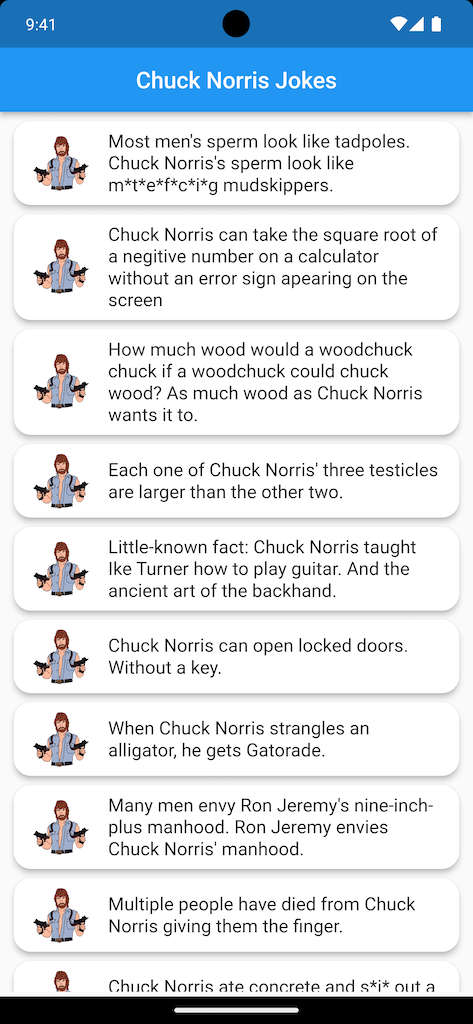 9:41
Chuck Norris Jokes
Most men's sperm look like tadpoles.
Chuck Norris's sperm look like
m*t*e*f*c*i*g mudskippers.
Chuck Norris can take the square root of
a negitive number on a calculator
without an error sign apearing on the
screen
How much wood would a woodchuck
chuck if a woodchuck could chuck
wood? As much wood as Chuck Norris
wants it to.
Each one of Chuck Norris' three testicles
are larger than the other two.
Little-known fact: Chuck Norris taught
Ike Turner how to play guitar. And the
ancient art of the backhand.
Chuck Norris can open locked doors.
Without a key.
When Chuck Norris strangles an
alligator, he gets Gatorade.
Many men envy Ron Jeremy's nine-inch-
plus manhood. Ron Jeremy envies
Chuck Norris' manhood.
Multiple people have died from Chuck
Norris giving them the finger.
Chuck Norris ate concrete and s*i* out a